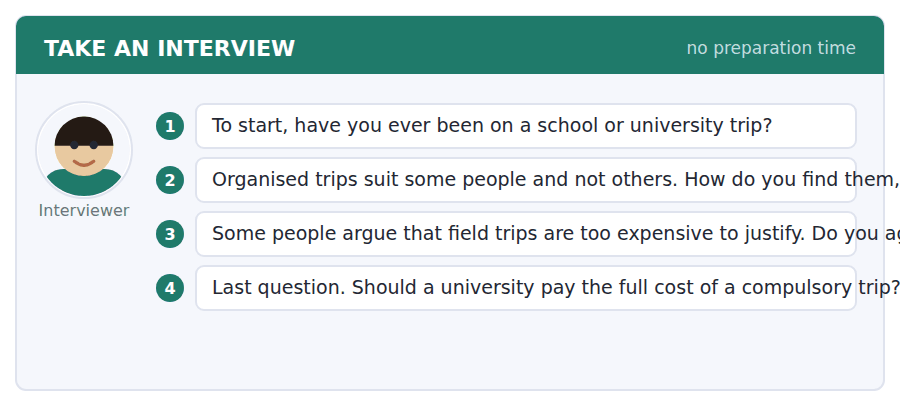 TAKE AN INTERVIEW
no preparation time
1 To start, have you ever been on a school or university trip?
2 Organised trips suit some people and not others. How do you find them,
3 Some people argue that field trips are too expensive to justify. Do you
4 Last question. Should a university pay the full cost of a compulsory trip?
Interviewer